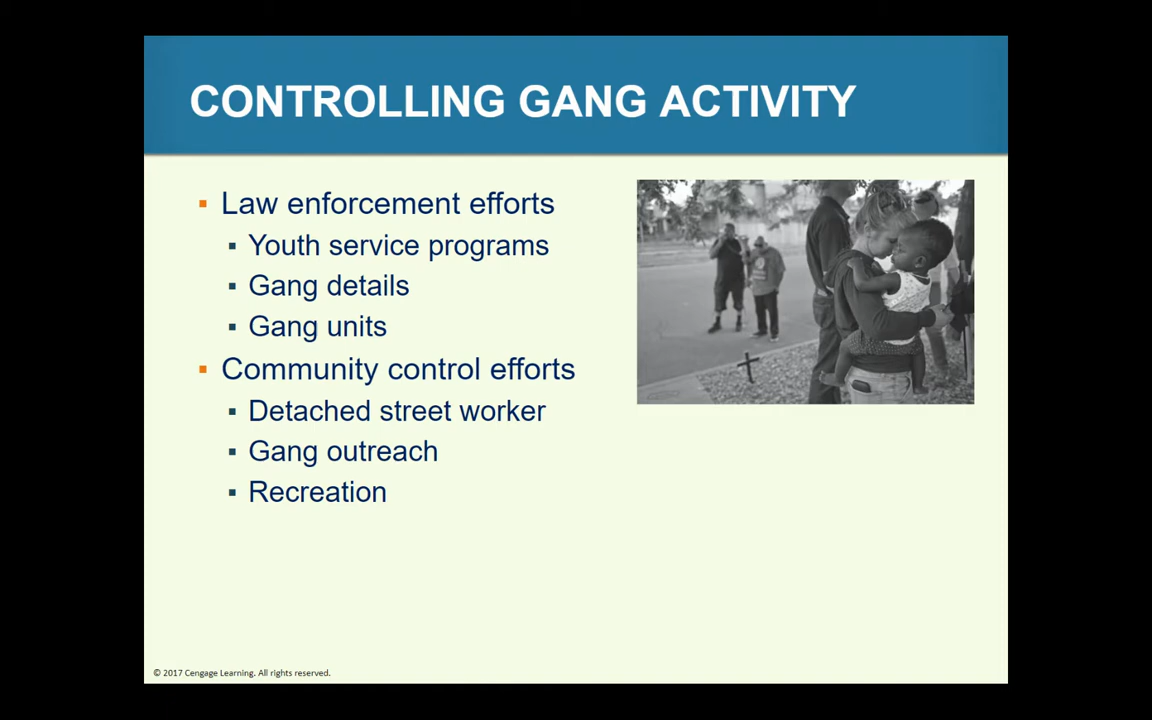 CONTROLLING GANG ACTIVITY
▪ Law enforcement efforts
▪ Youth service programs
▪ Gang details
▪ Gang units
▪ Community control efforts
▪ Detached street worker
▪ Gang outreach
▪ Recreation
© 2017 Cengage Learning. All rights reserved.